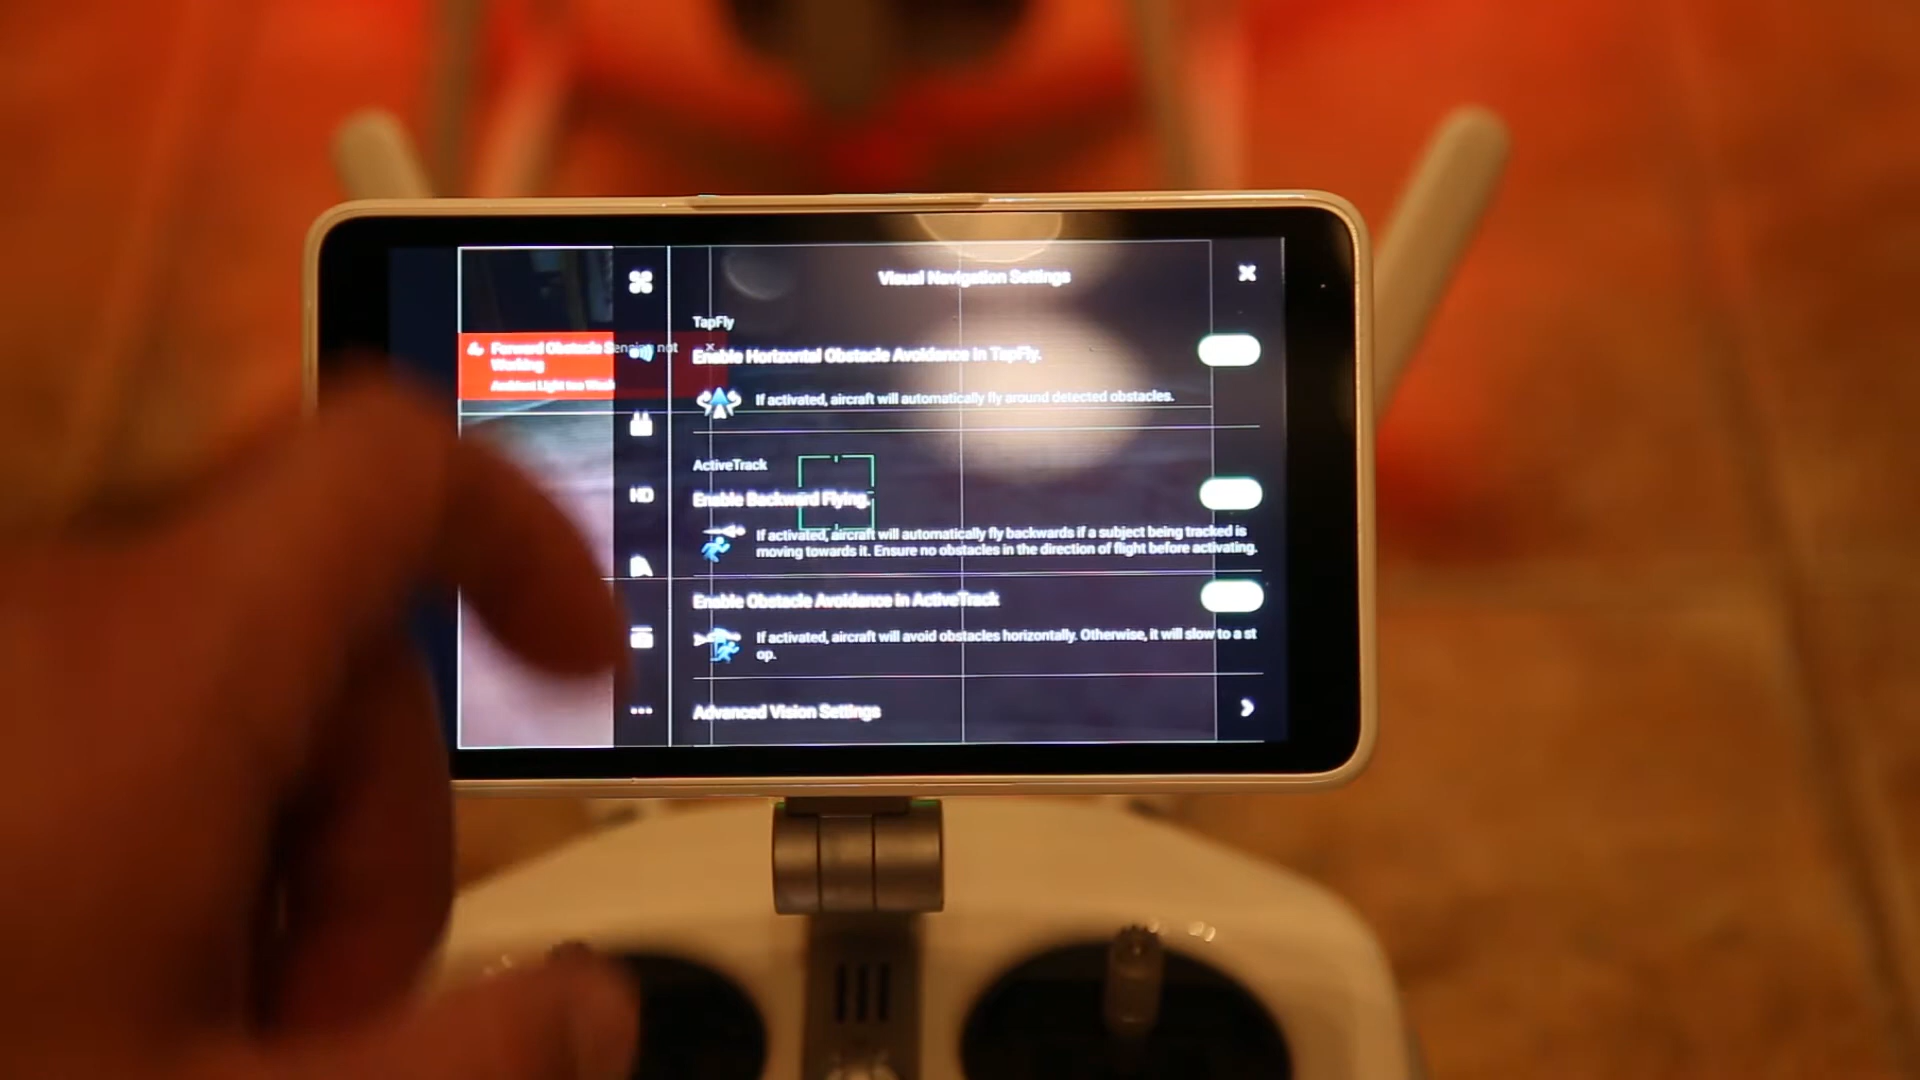 Visual Navigation Settings
TapFly
Forward Obstacle Sensing not
Working
Ambient Light too Weak
Enable Horizontal Obstacle Avoidance in TapFly.
If activated, aircraft will automatically fly around detected obstacles.
ActiveTrack
HD
Enable Backward Flying.
If activated, aircraft will automatically fly backwards if a subject being tracked is
moving towards it. Ensure no obstacles in the direction of flight before activating.
Enable Obstacle Avoidance in ActiveTrack
If activated, aircraft will avoid obstacles horizontally. Otherwise, it will slow to a st
op.
Advanced Vision Settings